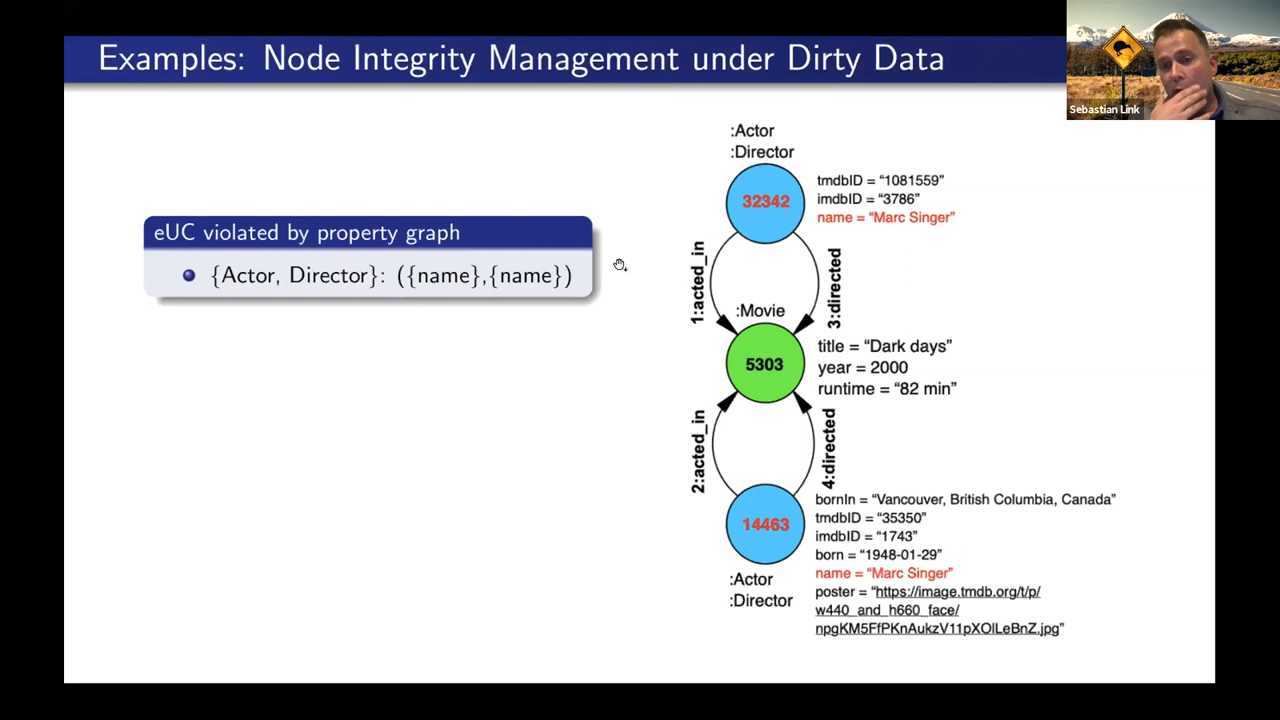 Examples: Node Integrity Management under Dirty Data
Sebastian Link
eUC violated by property graph
{Actor, Director}: ({name},{name})
:Actor
:Director
32342
tmdbID = “1081559”
imdbID = “3786”
name = “Marc Singer”
1:acted_in
3:directed
:Movie
5303
title = “Dark days”
year = 2000
runtime = “82 min”
2:acted_in
4:directed
14463
:Actor
:Director
bornIn = “Vancouver, British Columbia, Canada”
tmdbID = “35350”
imdbID = “1743”
born = “1948-01-29”
name = “Marc Singer”
poster = “https://image.tmdb.org/t/p/
w440_and_h660_face/
npgKM5FfPKnAukzV11pXOlLeBnZ.jpg”